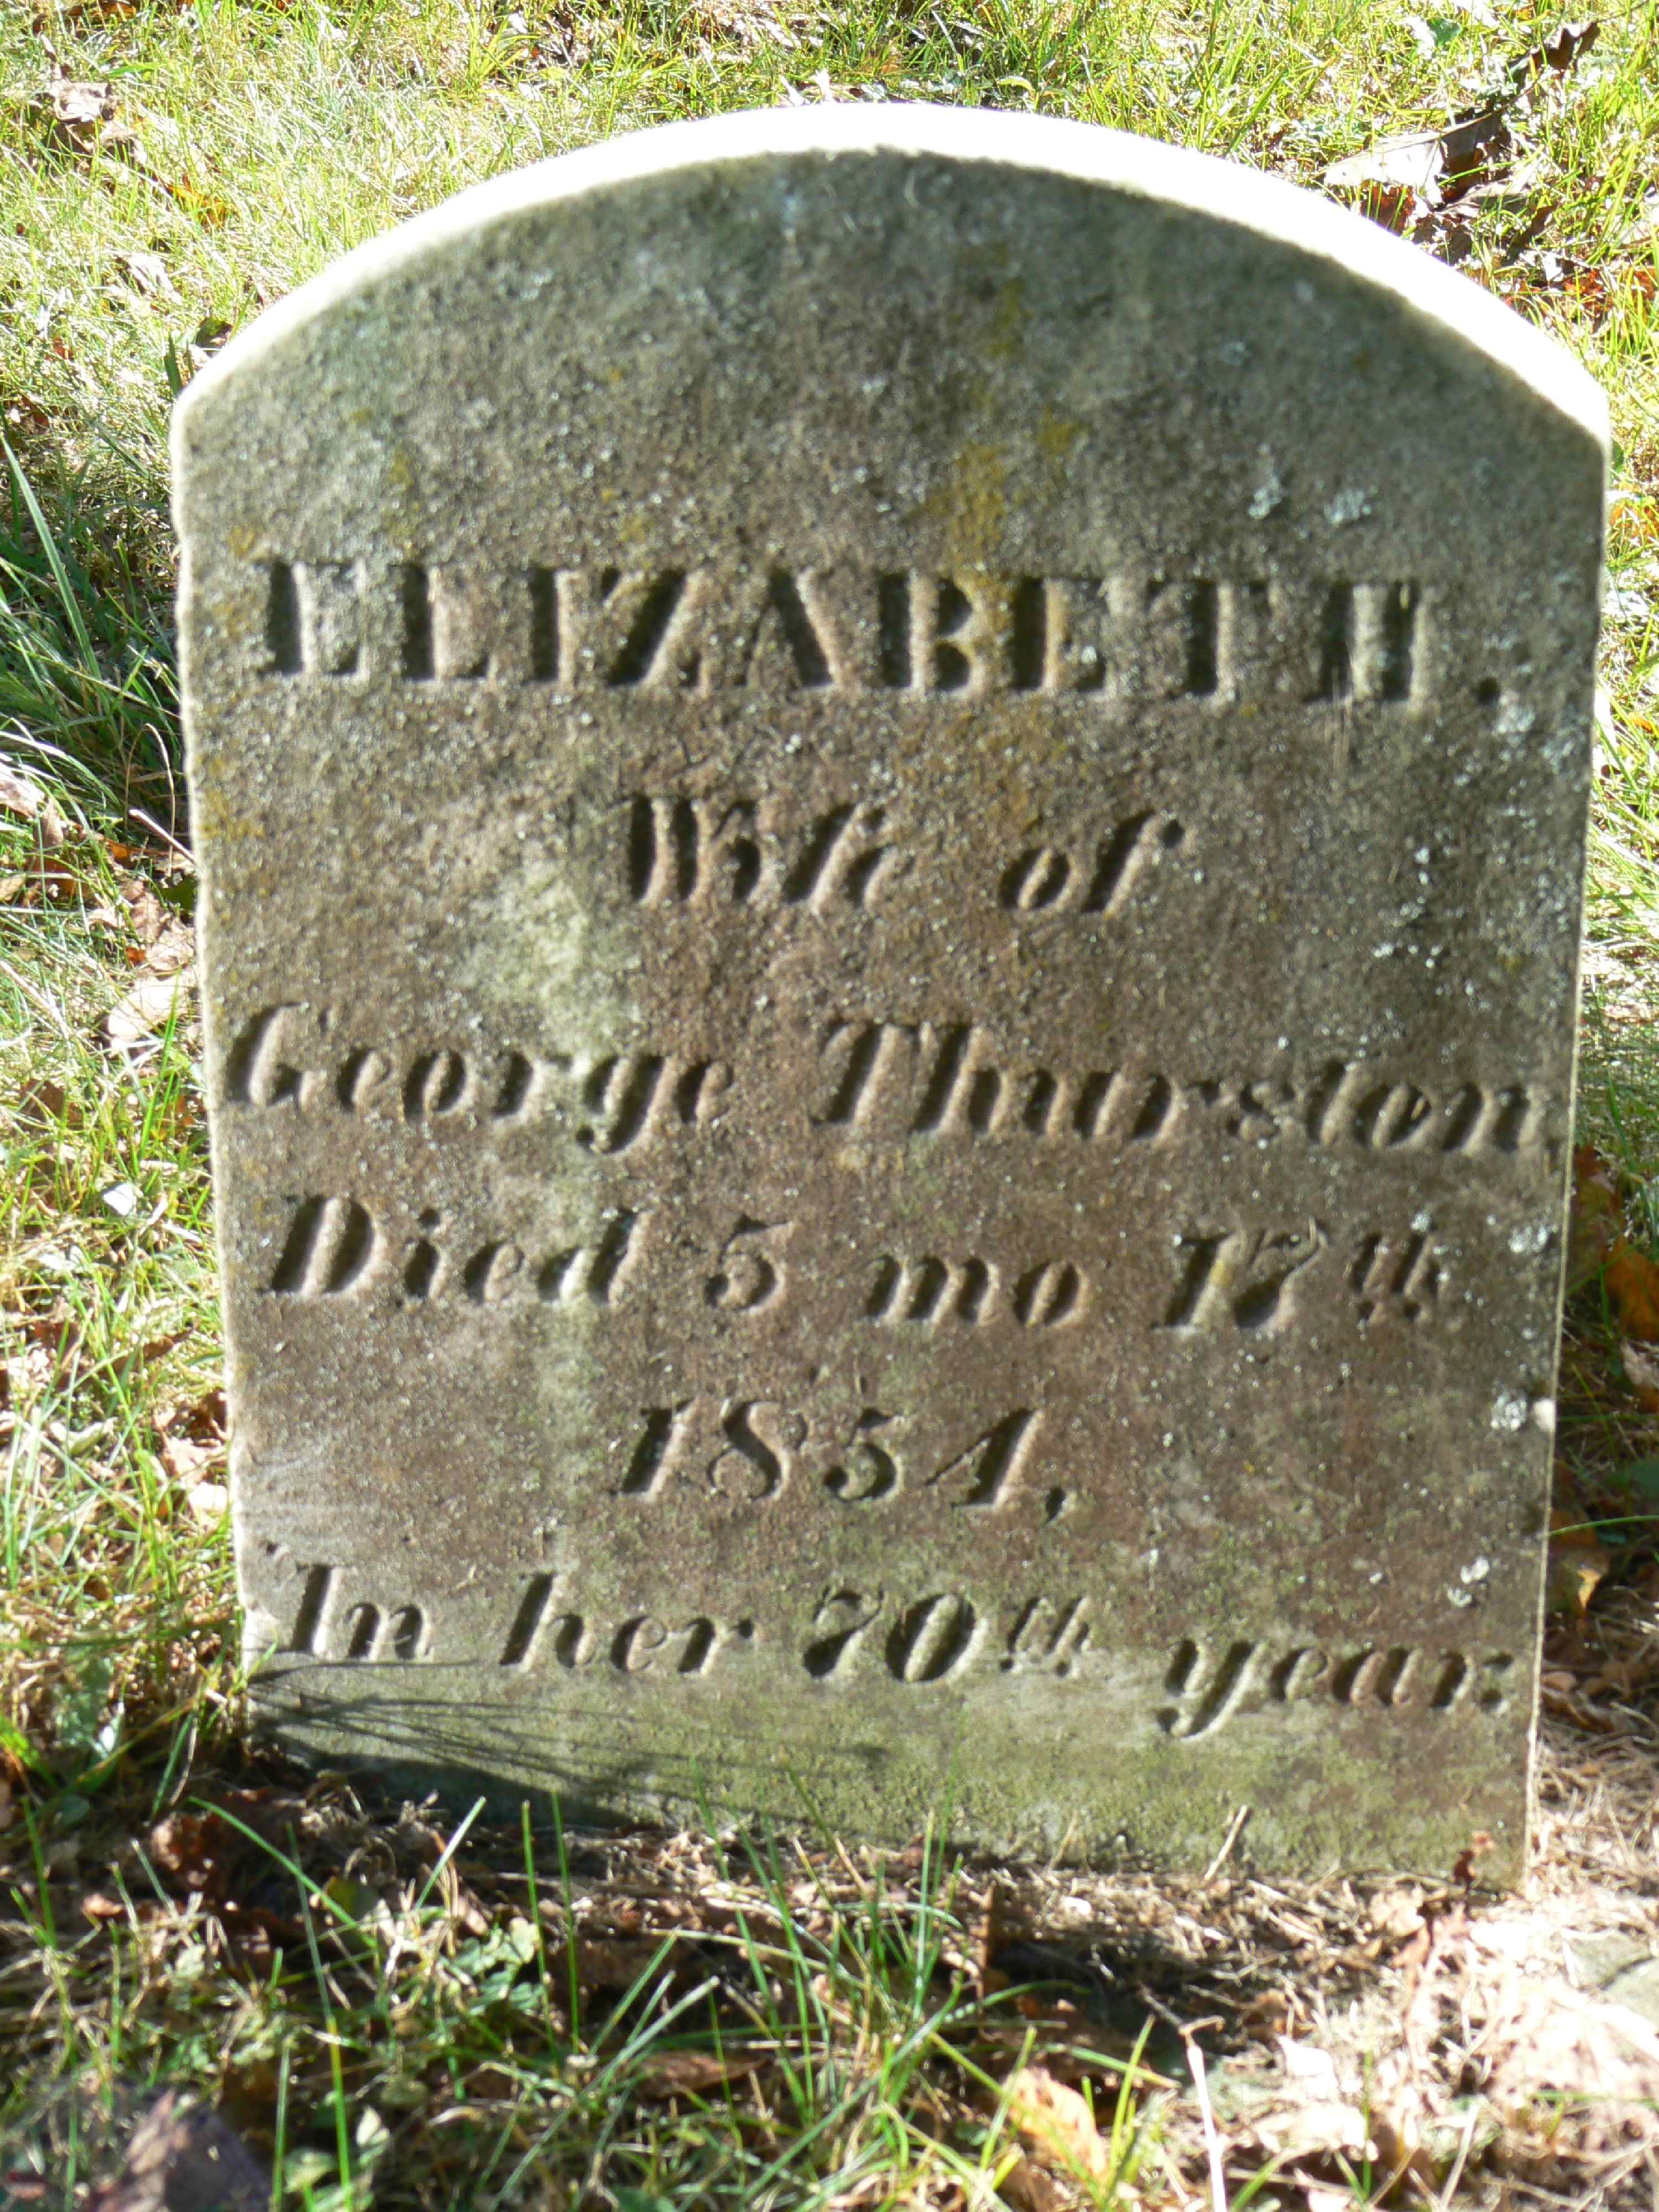 ELIZABETH.
Wife of
George Thurston,
Died 5 mo 17th
1854,
In her 70th year.